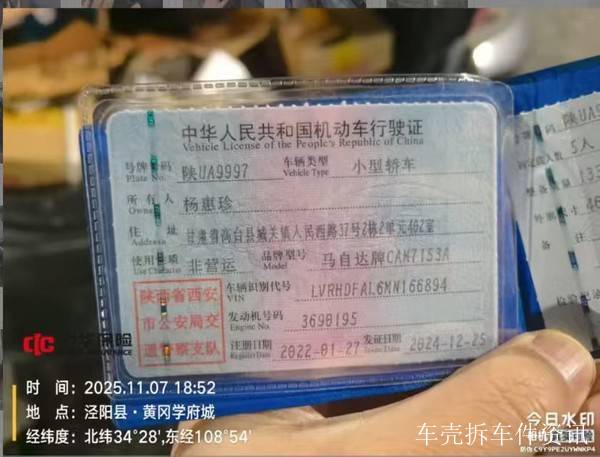 中华人民共和国机动车行驶证
Vehicle License of the People's Republic of China
号牌号码 陕UA9997 车辆类型 小型轿车
Plate No. Vehicle Type
所有人 杨惠珍
Owner
住址 甘肃省高台县城关镇人民西路37号2栋2单元462室
Address
使用性质 非营运 品牌型号 马自达牌CAM7153A
Use Character Model
车辆识别代号 LVRHDFAL6MN166894
VIN
发动机号码 3690195
Engine No.
注册日期 2022-01-27 发证日期 2024-12-25
Register Date Issue Date
陕西省西安
市公安局交
通警察支队
陕UA9
5人
时 间：2025.11.07 18:52
地 点：泾阳县·黄冈学府城
经纬度：北纬34°28′,东经108°54′
今日水印
车壳拆车件